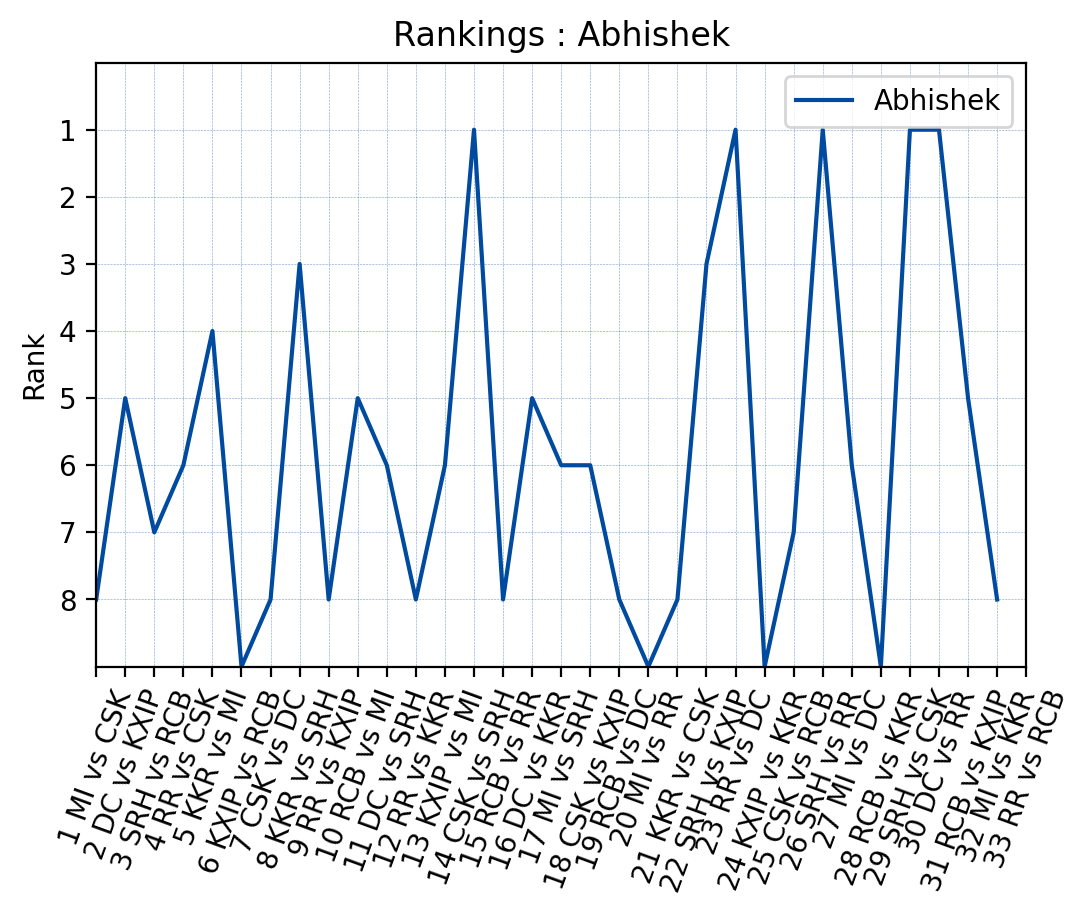 Rankings : Abhishek
Abhishek
Rank
1
2
3
4
5
6
7
8
1 MI vs CSK
2 DC vs KXIP
3 SRH vs RCB
4 RR vs CSK
5 KKR vs MI
6 KXIP vs RCB
7 CSK vs DC
8 KKR vs SRH
9 RR vs KXIP
10 RCB vs MI
11 DC vs SRH
12 RR vs KKR
13 KXIP vs MI
14 CSK vs SRH
15 RCB vs RR
16 DC vs KKR
17 MI vs SRH
18 CSK vs KXIP
19 RCB vs DC
20 MI vs RR
21 KKR vs CSK
22 SRH vs KXIP
23 RR vs DC
24 KXIP vs KKR
25 CSK vs RCB
26 SRH vs RR
27 MI vs DC
28 RCB vs KKR
29 SRH vs CSK
30 DC vs RR
31 RCB vs KXIP
32 MI vs KKR
33 RR vs RCB